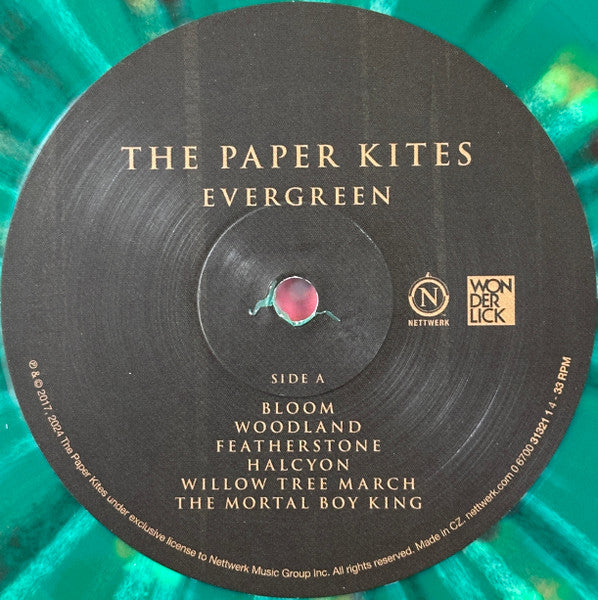 THE PAPER KITES
EVERGREEN
N
NETTWERK
WON
DER
LICK
SIDE A
BLOOM
WOODLAND
FEATHERSTONE
HALCYON
WILLOW TREE MARCH
THE MORTAL BOY KING
℗ & © 2017, 2024 The Paper Kites under exclusive license to Nettwerk Music Group Inc. All rights reserved. Made in CZ. nettwerk.com 0 6700 31321 1 4 - 33 RPM